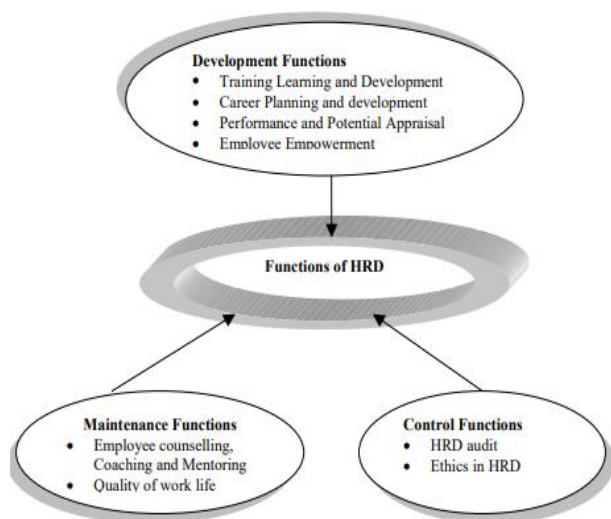 Development Functions
• Training Learning and Development
• Career Planning and development
• Performance and Potential Appraisal
• Employee Empowerment
Functions of HRD
Maintenance Functions
• Employee counselling,
Coaching and Mentoring
• Quality of work life
Control Functions
• HRD audit
• Ethics in HRD